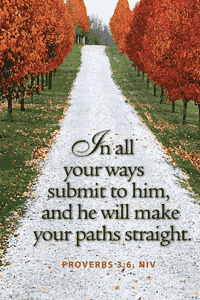 In all
your ways
submit to him,
and he will make
your paths straight.
PROVERBS 3:6, NIV